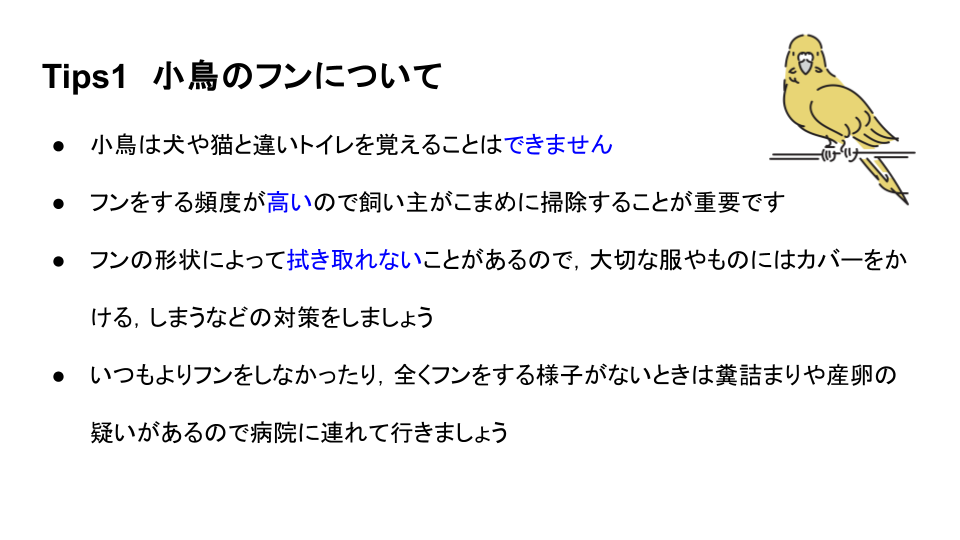 Tips1 小鳥のフンについて
● 小鳥は犬や猫と違いトイレを覚えることはできません
● フンをする頻度が高いので飼い主がこまめに掃除することが重要です
● フンの形状によって拭き取れないことがあるので，大切な服やものにはカバーをか
ける，しまうなどの対策をしましょう
● いつもよりフンをしなかったり，全くフンをする様子がないときは糞詰まりや産卵の
疑いがあるので病院に連れて行きましょう